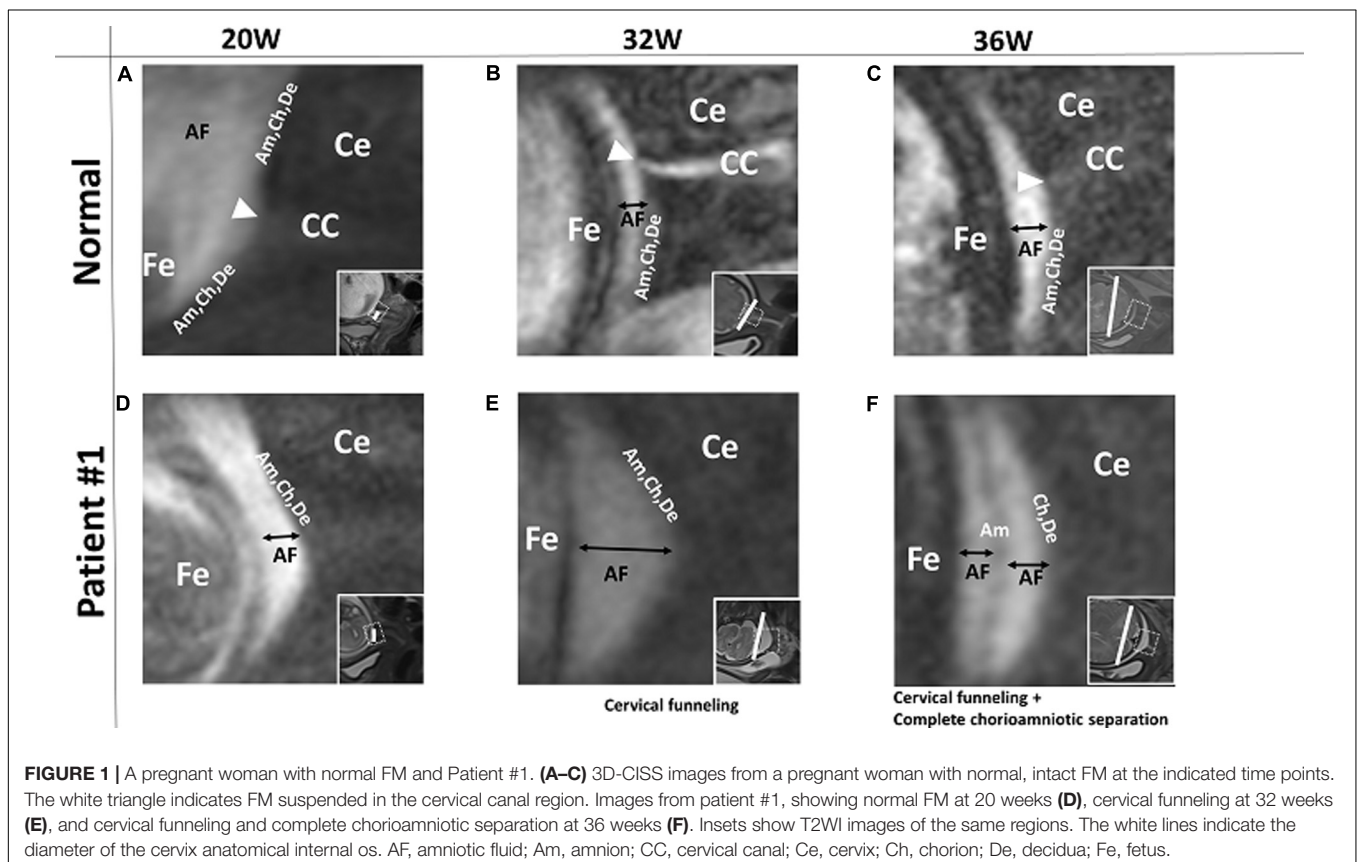 20W 32W 36W
Normal
A
AF
Am,Ch,De
Ce
CC
Fe
Am,Ch,De
B
Ce
CC
Fe
AF
Am,Ch,De
C
Ce
CC
Fe
AF
Am,Ch,De
Patient #1
D
Ce
Am,Ch,De
AF
Fe
E
Ce
Am,Ch,De
Fe
AF
Cervical funneling
F
Ce
Ch,De
Am
Fe
AF
AF
Cervical funneling +
Complete chorioamniotic separation
FIGURE 1 | A pregnant woman with normal FM and Patient #1. (A–C) 3D-CISS images from a pregnant woman with normal, intact FM at the indicated time points.
The white triangle indicates FM suspended in the cervical canal region. Images from patient #1, showing normal FM at 20 weeks (D), cervical funneling at 32 weeks
(E), and cervical funneling and complete chorioamniotic separation at 36 weeks (F). Insets show T2WI images of the same regions. The white lines indicate the
diameter of the cervix anatomical internal os. AF, amniotic fluid; Am, amnion; CC, cervical canal; Ce, cervix; Ch, chorion; De, decidua; Fe, fetus.